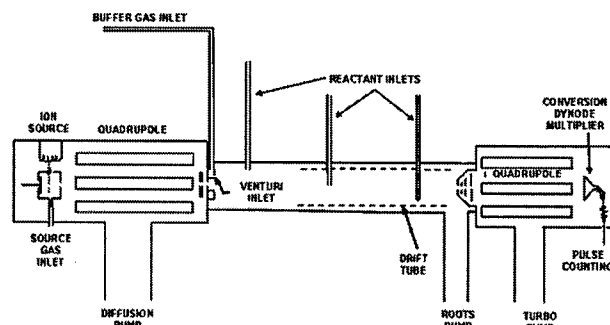 BUFFER GAS INLET
REACTANT INLETS
ION
SOURCE
QUADRUPOLE
CONVERSION
DYNODE
MULTIPLIER
QUADRUPOLE
VENTURI
INLET
SOURCE
GAS
INLET
DRIFT
TUBE
PULSE
COUNTING
DIFFUSION
PUMP
ROOTS
PUMP
TURBO
PUMP